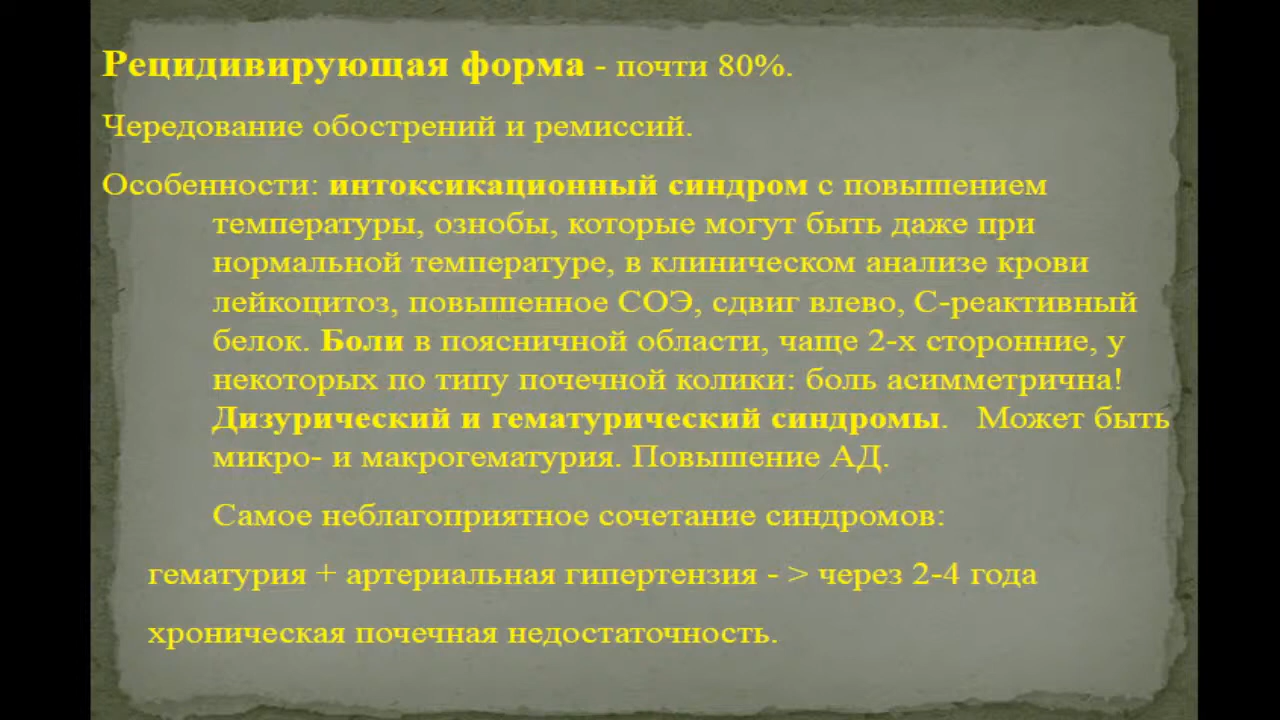 Рецидивирующая форма - почти 80%.
Чередование обострений и ремиссий.
Особенности: интоксикационный синдром с повышением
температуры, ознобы, которые могут быть даже при
нормальной температуре, в клиническом анализе крови
лейкоцитоз, повышенное СОЭ, сдвиг влево, С-реактивный
белок. Боли в поясничной области, чаще 2-х сторонние, у
некоторых по типу почечной колики: боль асимметрична!
Дизурический и гематурический синдромы. Может быть
микро- и макрогематурия. Повышение АД.
Самое неблагоприятное сочетание синдромов:
гематурия + артериальная гипертензия - > через 2-4 года
хроническая почечная недостаточность.